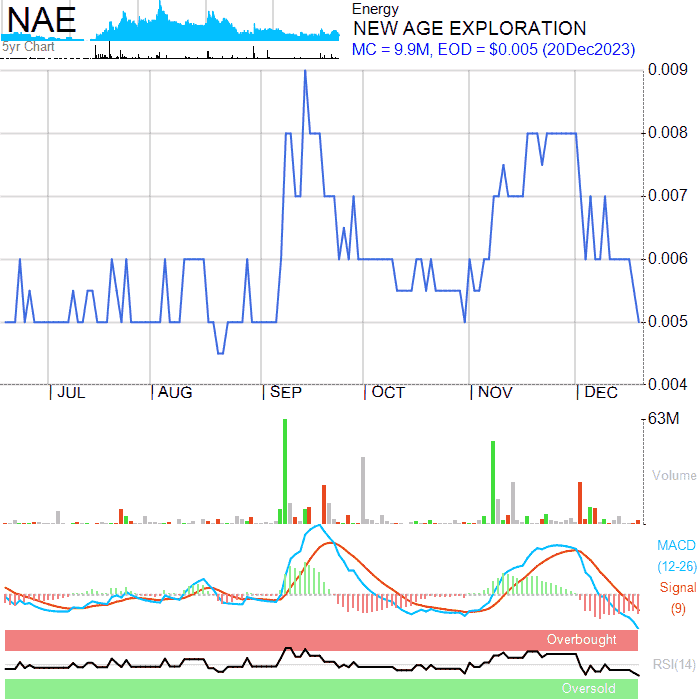 NAE
5yr Chart
Energy
NEW AGE EXPLORATION
MC = 9.9M, EOD = $0.005 (20Dec2023)
0.009
0.008
0.007
0.006
0.005
0.004
JUL AUG SEP OCT NOV DEC
63M
Volume
MACD
(12-26)
Signal
(9)
Overbought
RSI(14)
Oversold